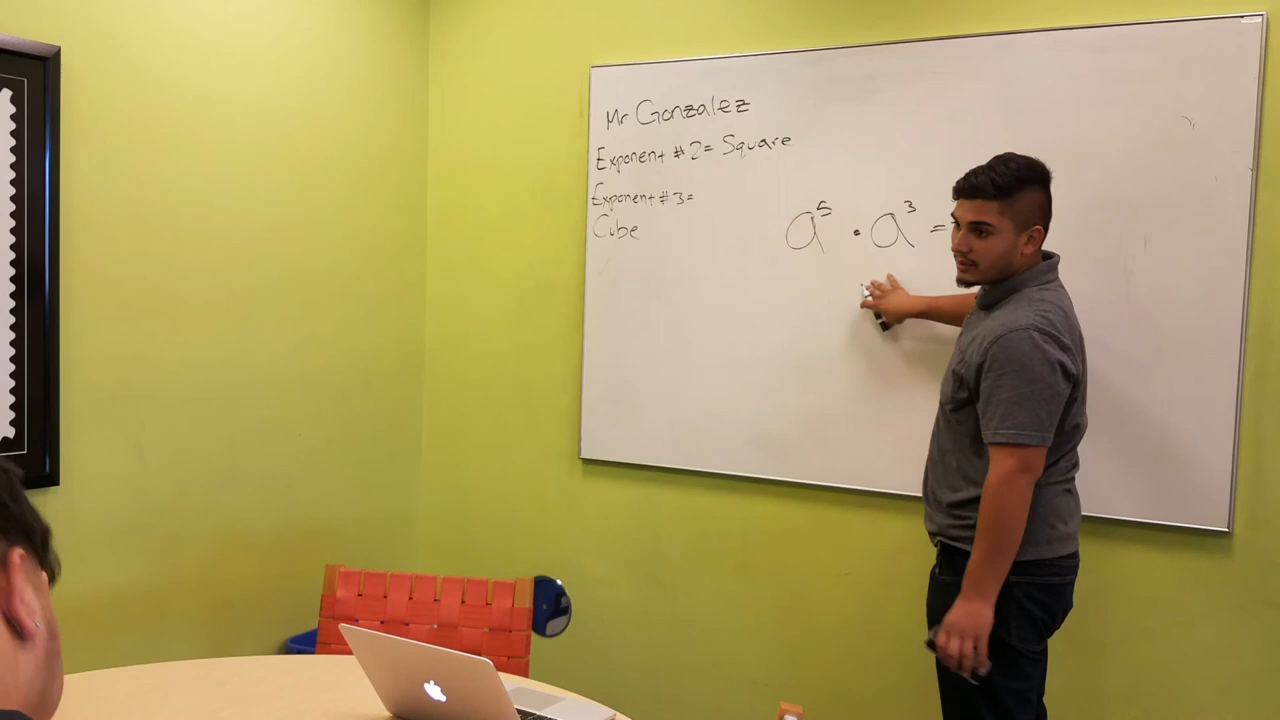 Mr Gonzalez
Exponent #2= Square
Exponent #3=
Cube
a⁵ · a³ =